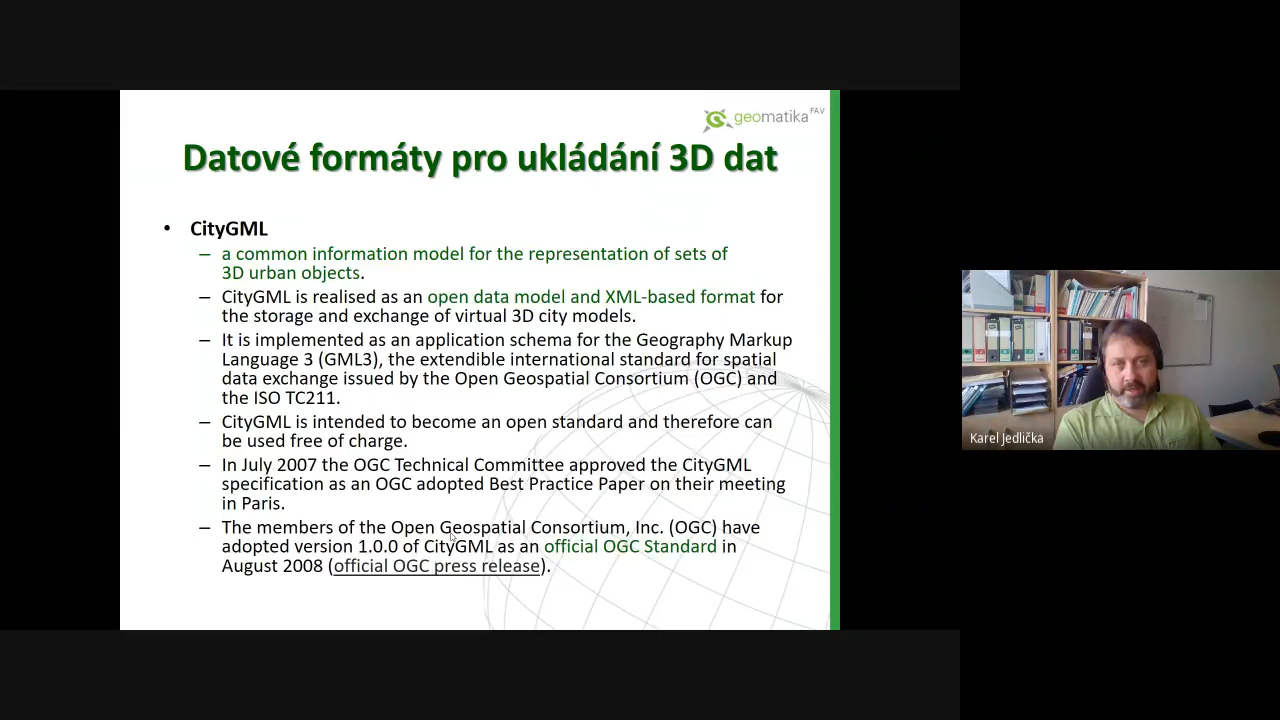 geomatika FAV
Datové formáty pro ukládání 3D dat
• CityGML
– a common information model for the representation of sets of
3D urban objects.
– CityGML is realised as an open data model and XML-based format for
the storage and exchange of virtual 3D city models.
– It is implemented as an application schema for the Geography Markup
Language 3 (GML3), the extendible international standard for spatial
data exchange issued by the Open Geospatial Consortium (OGC) and
the ISO TC211.
– CityGML is intended to become an open standard and therefore can
be used free of charge.
– In July 2007 the OGC Technical Committee approved the CityGML
specification as an OGC adopted Best Practice Paper on their meeting
in Paris.
– The members of the Open Geospatial Consortium, Inc. (OGC) have
adopted version 1.0.0 of CityGML as an official OGC Standard in
August 2008 (official OGC press release).
Karel Jedlička